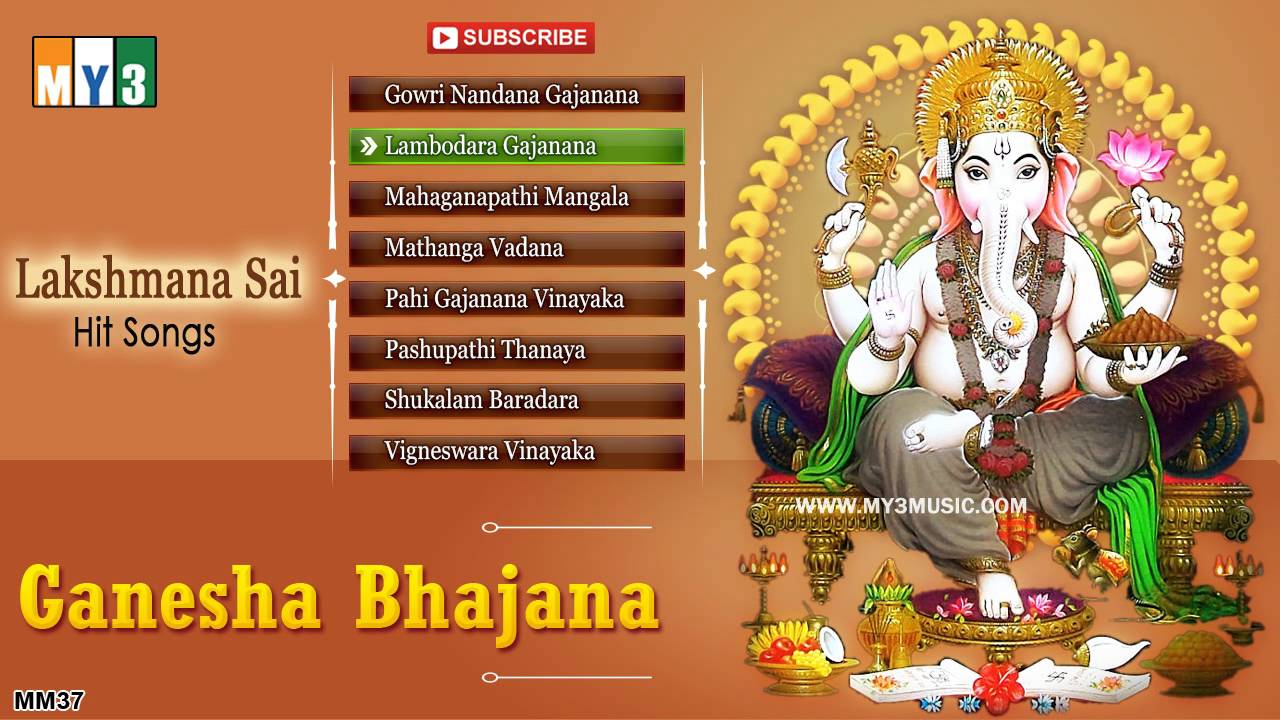 MY3
SUBSCRIBE
Gowri Nandana Gajanana
Lambodara Gajanana
Mahaganapathi Mangala
Mathanga Vadana
Pahi Gajanana Vinayaka
Pashupathi Thanaya
Shukalam Baradara
Vigneswara Vinayaka
Lakshmana Sai
Hit Songs
WWW.MY3MUSIC.COM
Ganesha Bhajana
MM37